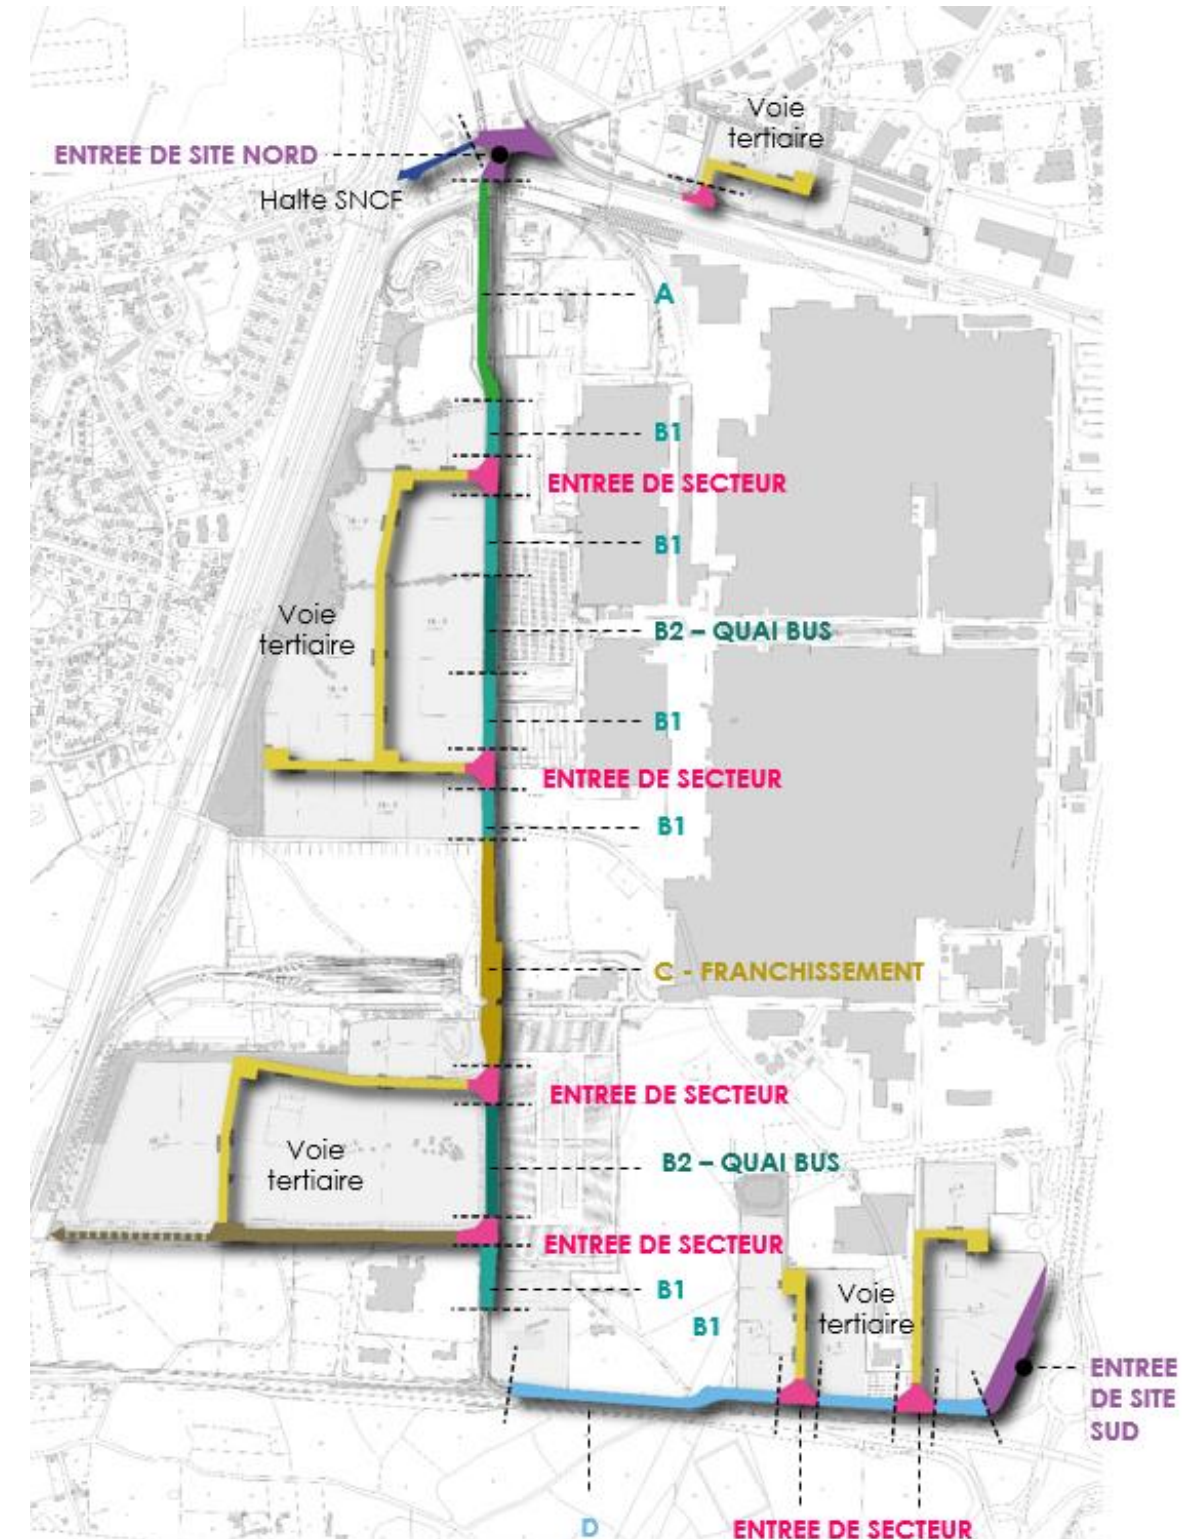 Voie
tertiaire
ENTREE DE SITE NORD
Halte SNCF
A
B1
ENTREE DE SECTEUR
B1
Voie
tertiaire
B2 – QUAI BUS
B1
ENTREE DE SECTEUR
B1
C - FRANCHISSEMENT
ENTREE DE SECTEUR
Voie
tertiaire
B2 – QUAI BUS
ENTREE DE SECTEUR
B1
Voie
tertiaire
B1
ENTREE
DE SITE
SUD
D
ENTREE DE SECTEUR